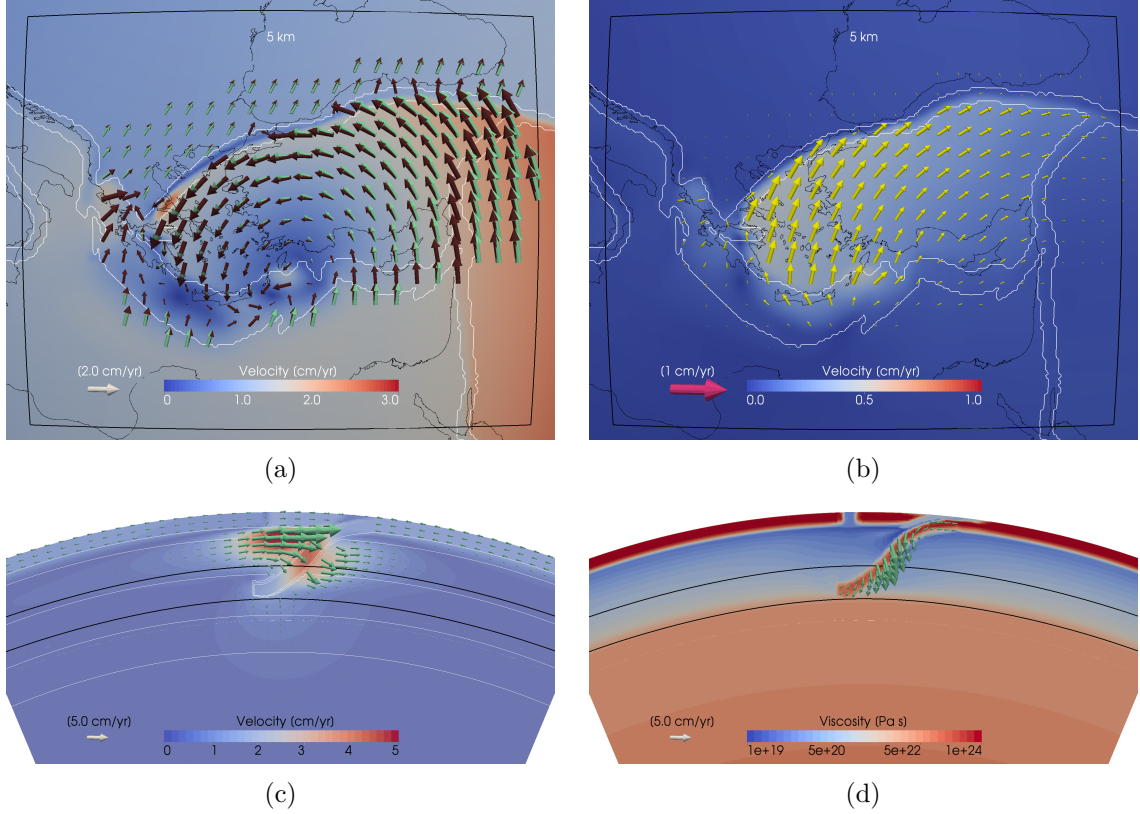 5 km
(2.0 cm/yr)
Velocity (cm/yr)
0 1.0 2.0 3.0
(a)
5 km
(1 cm/yr)
Velocity (cm/yr)
0.0 0.5 1.0
(b)
(5.0 cm/yr)
Velocity (cm/yr)
0 1 2 3 4 5
(c)
(5.0 cm/yr)
Viscosity (Pa s)
1e+19 5e+20 5e+22 1e+24
(d)